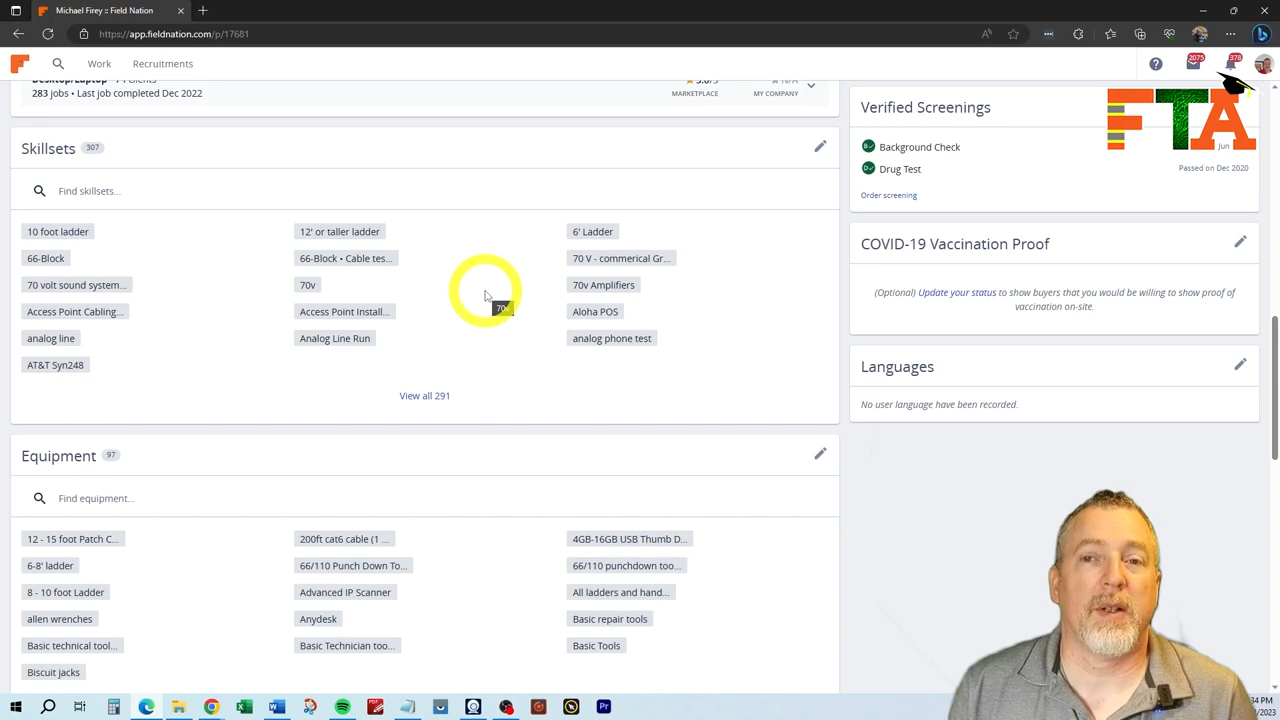 Michael Firey :: Field Nation
https://app.fieldnation.com/p/17681
Work
Recruitments
2075
378
283 jobs • Last job completed Dec 2022
MARKETPLACE
MY COMPANY
Skillsets 307
Find skillsets...
10 foot ladder
12' or taller ladder
6' Ladder
66-Block
66-Block • Cable tes...
70 V - commerical Gr...
70 volt sound system...
70v
70v Amplifiers
Access Point Cabling...
Access Point Install...
Aloha POS
analog line
Analog Line Run
analog phone test
AT&T Syn248
View all 291
Equipment 97
Find equipment...
12 - 15 foot Patch C...
200ft cat6 cable (1 ...
4GB-16GB USB Thumb D...
6-8' ladder
66/110 Punch Down To...
66/110 punchdown too...
8 - 10 foot Ladder
Advanced IP Scanner
All ladders and hand...
allen wrenches
Anydesk
Basic repair tools
Basic technical tool...
Basic Technician too...
Basic Tools
Biscuit jacks
Verified Screenings
FTA
Background Check
Jun
Drug Test
Passed on Dec 2020
Order screening
COVID-19 Vaccination Proof
(Optional) Update your status to show buyers that you would be willing to show proof of
vaccination on-site.
Languages
No user language have been recorded.